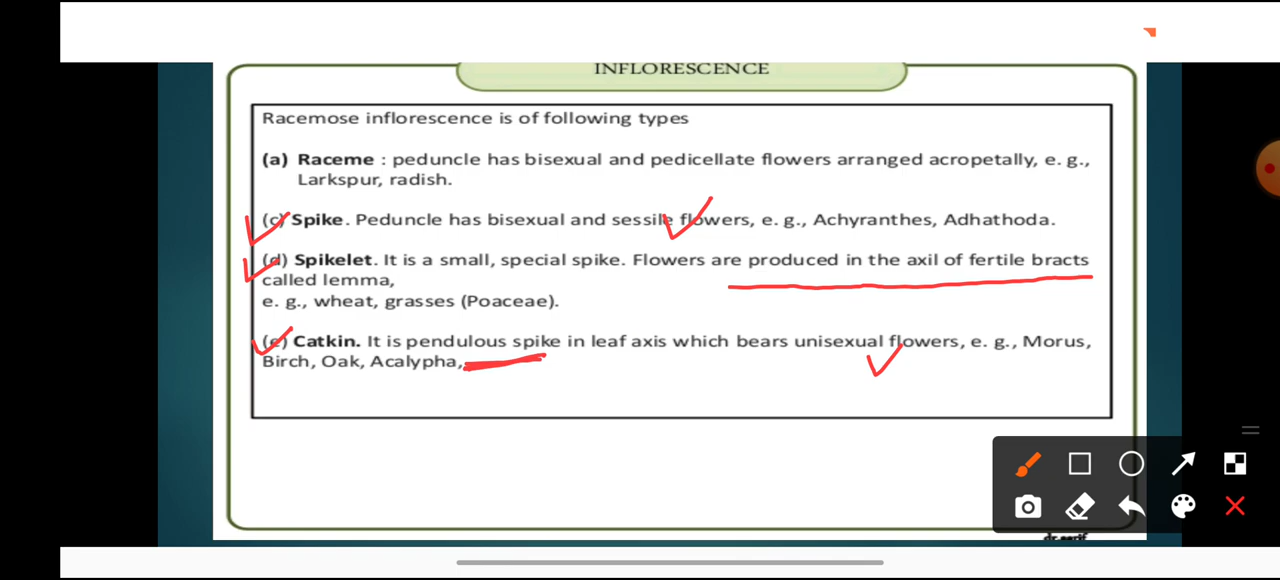 INFLORESCENCE
Racemose inflorescence is of following types
(a) Raceme : peduncle has bisexual and pedicellate flowers arranged acropetally, e. g.,
Larkspur, radish.
(c) Spike. Peduncle has bisexual and sessile flowers, e. g., Achyranthes, Adhathoda.
(d) Spikelet. It is a small, special spike. Flowers are produced in the axil of fertile bracts
called lemma,
e. g., wheat, grasses (Poaceae).
(e) Catkin. It is pendulous spike in leaf axis which bears unisexual flowers, e. g., Morus,
Birch, Oak, Acalypha,